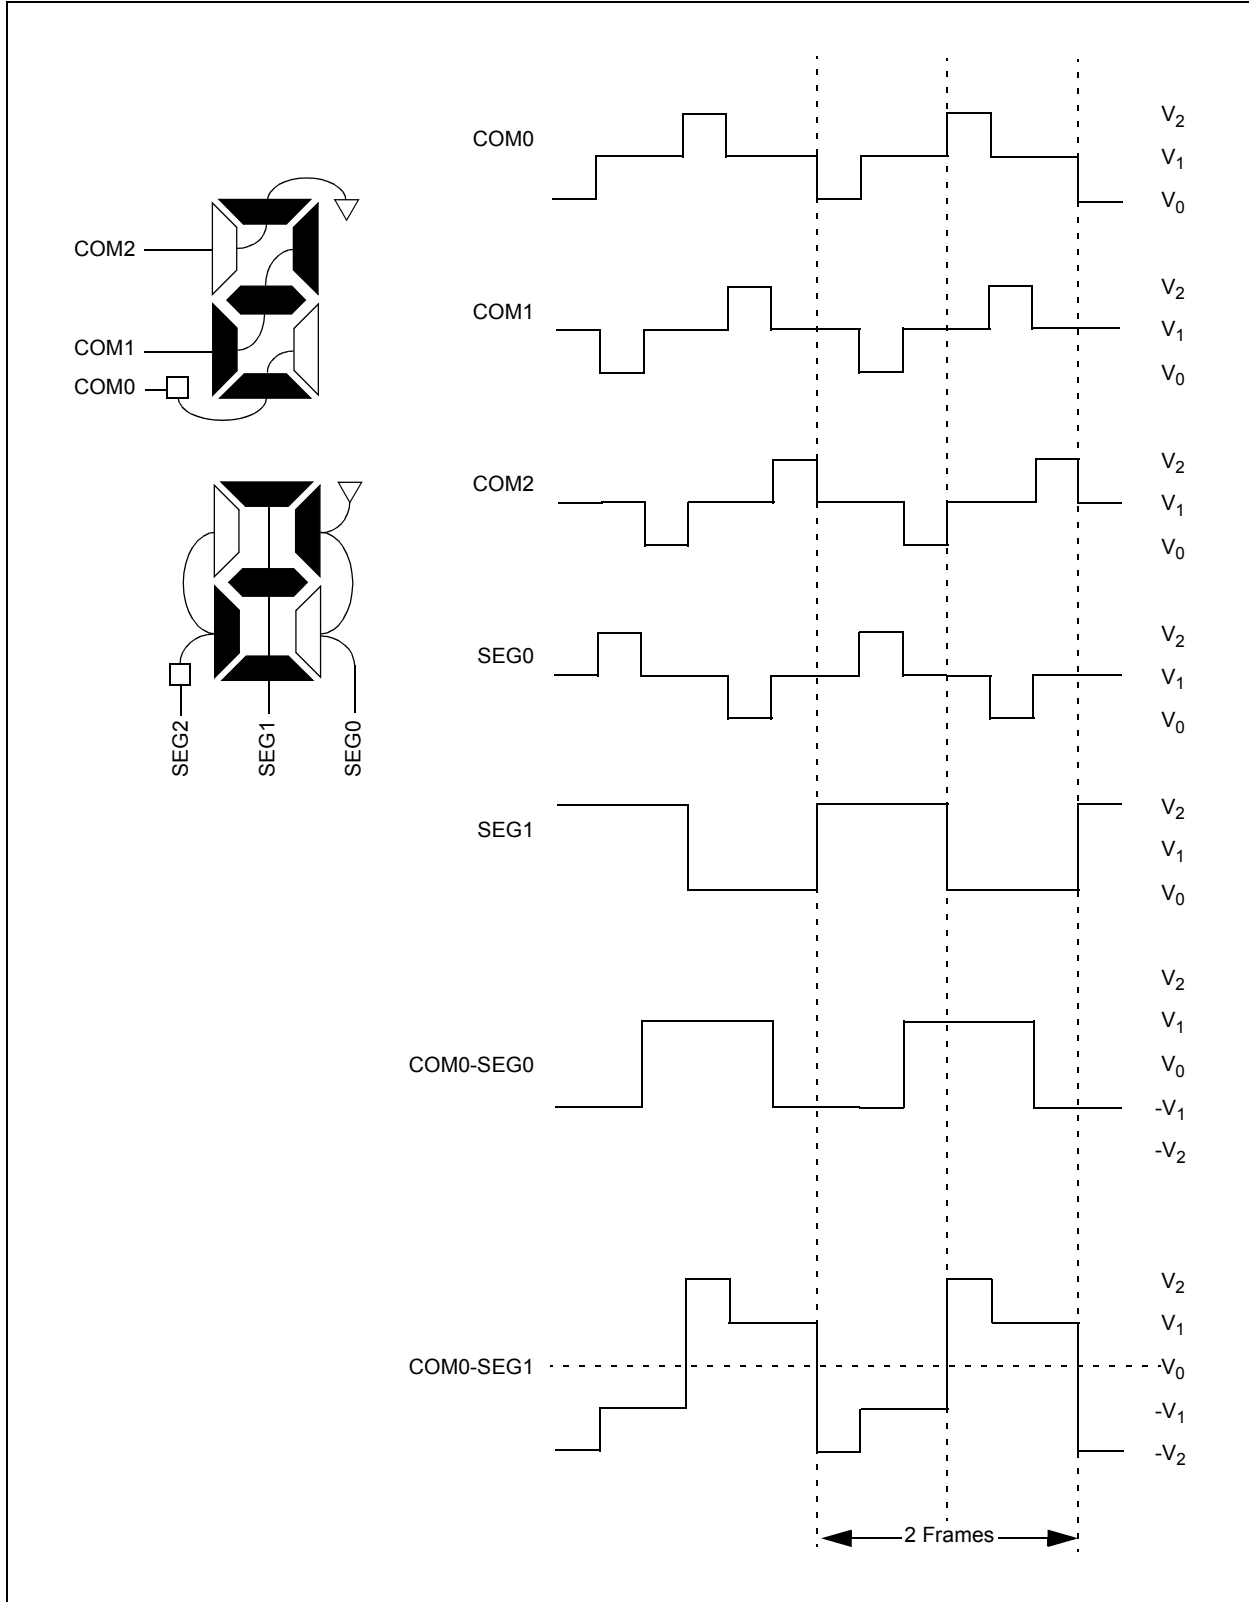 COM0
V2
V1
V0
COM2
COM1
COM0
COM1
V2
V1
V0
COM2
V2
V1
V0
SEG2
SEG1
SEG0
SEG0
V2
V1
V0
SEG1
V2
V1
V0
COM0-SEG0
V2
V1
V0
-V1
-V2
COM0-SEG1
V2
V1
V0
-V1
-V2
2 Frames